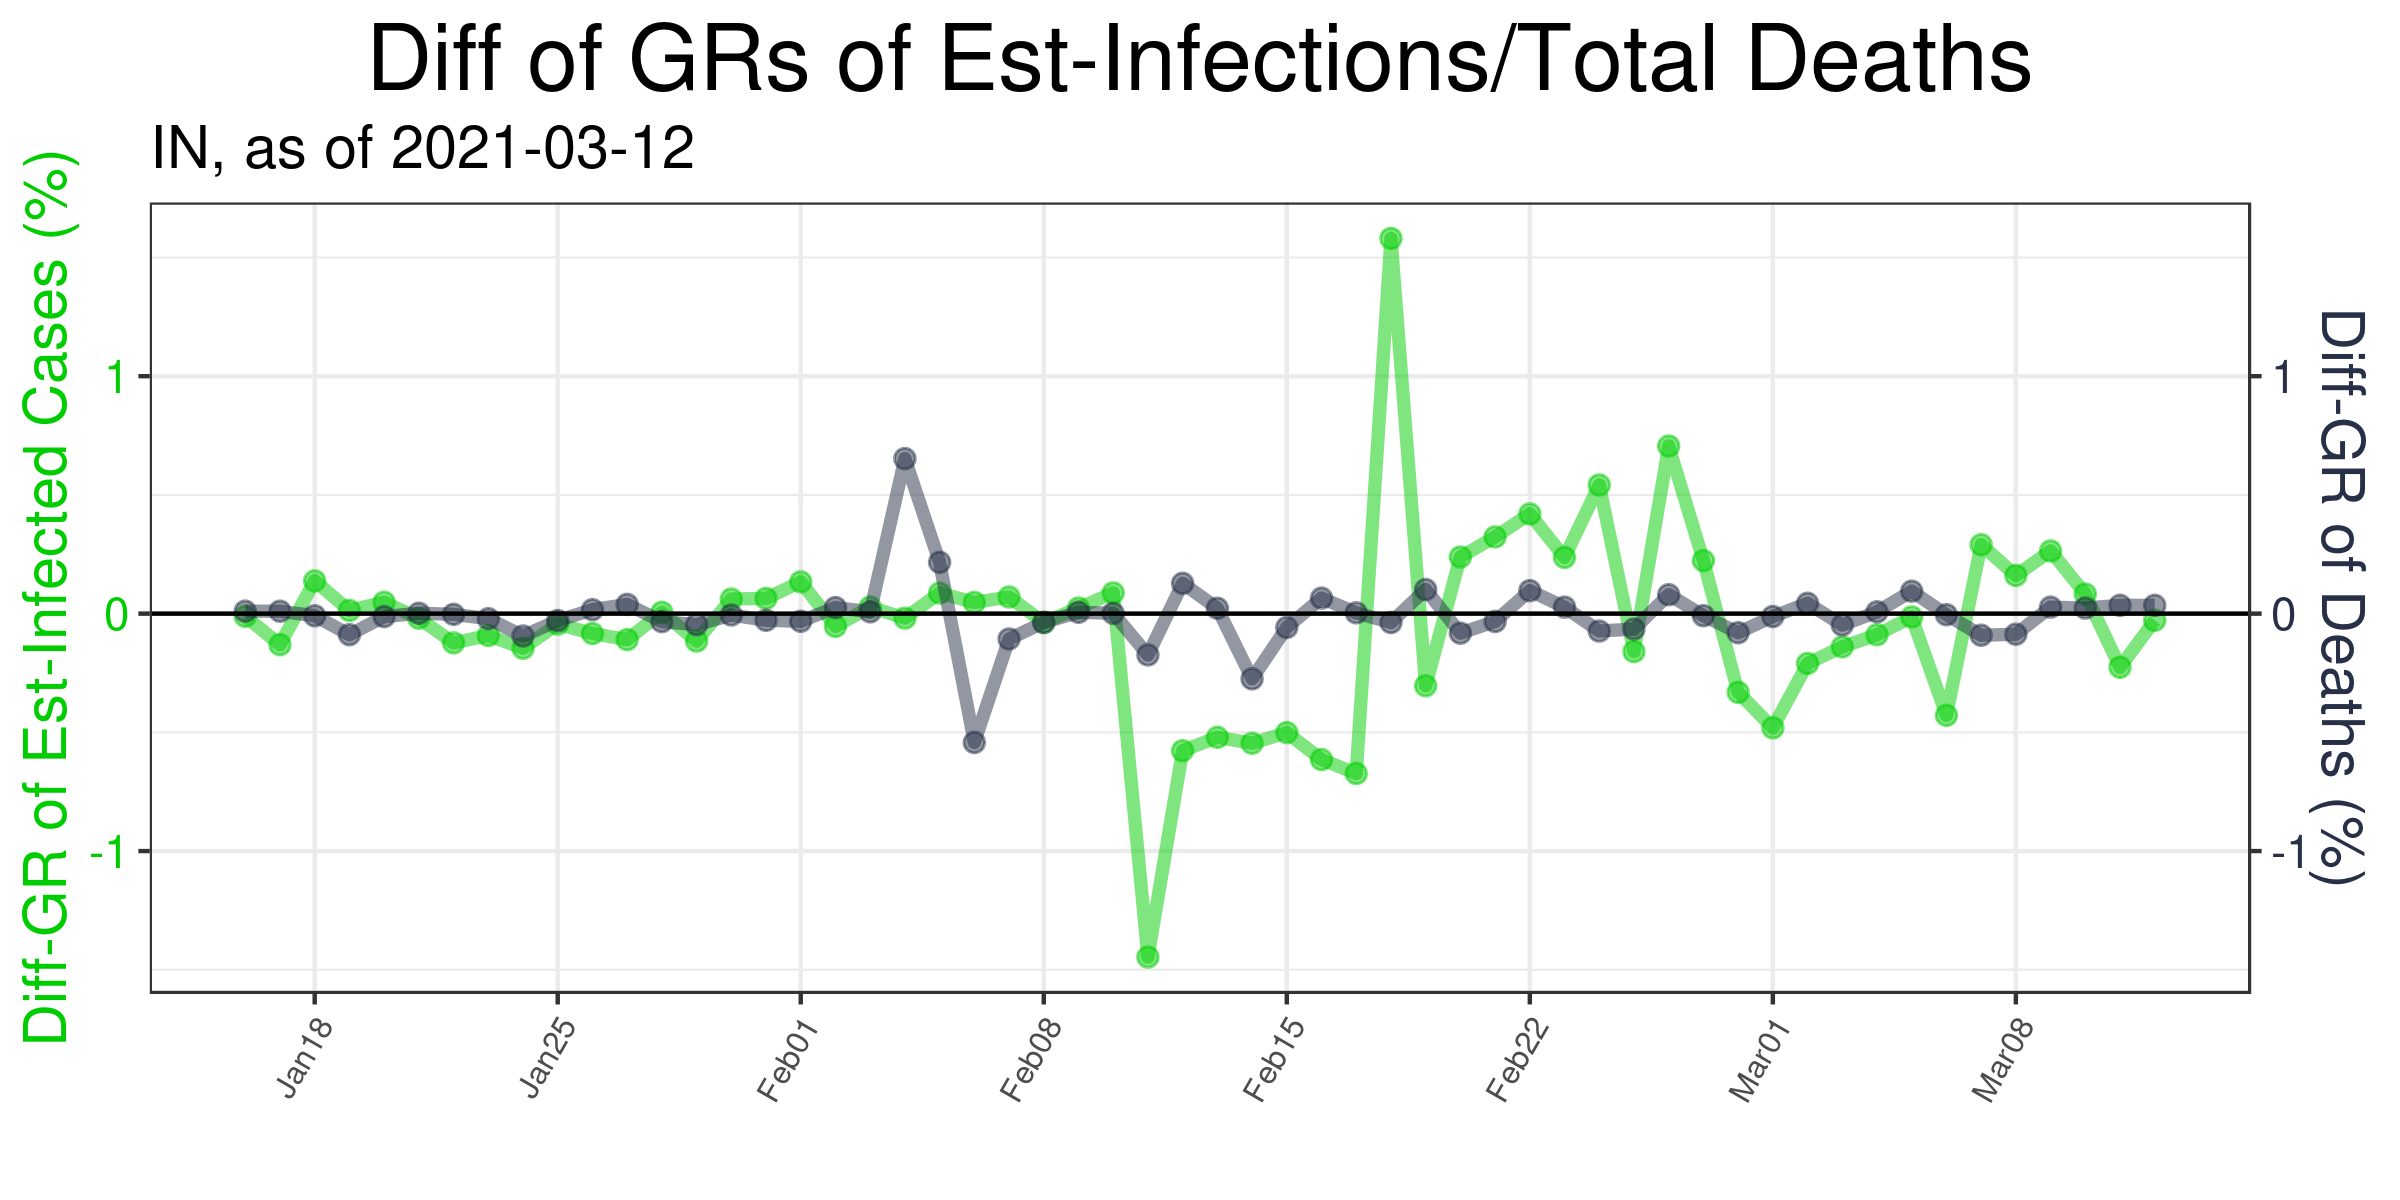 Diff of GRs of Est-Infections/Total Deaths
IN, as of 2021-03-12
Diff-GR of Est-Infected Cases (%)
1
0
-1
1
0
-1
Diff-GR of Deaths (%)
Jan18
Jan25
Feb01
Feb08
Feb15
Feb22
Mar01
Mar08